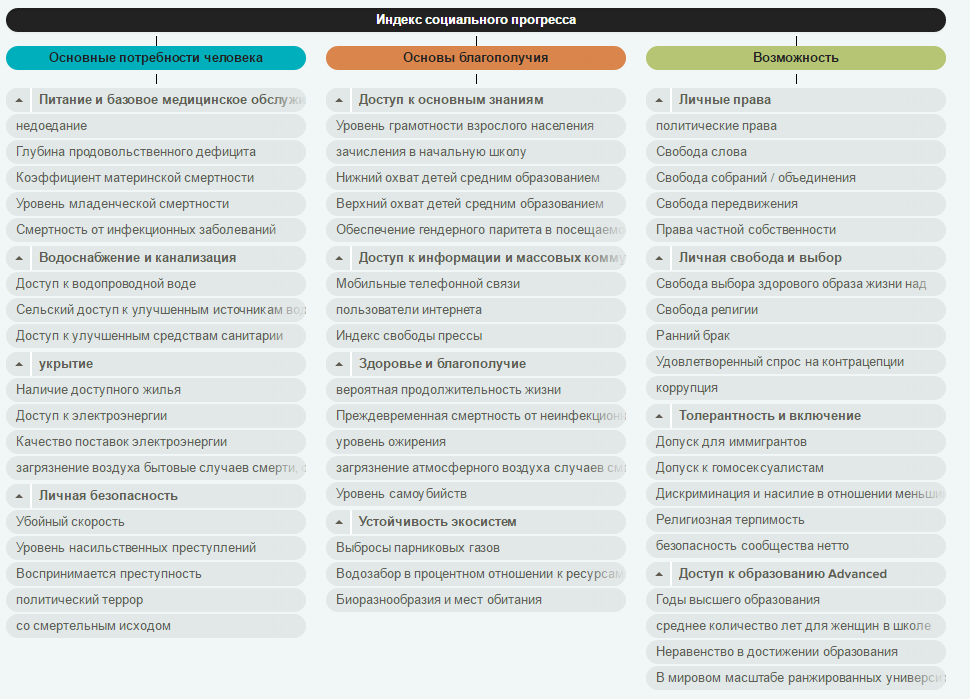 Индекс социального прогресса
Основные потребности человека
Питание и базовое медицинское
недоедание
Глубина продовольственного дефицита
Коэффициент материнской смертности
Уровень младенческой смертности
Смертность от инфекционных заболеваний
Водоснабжение и канализация
Доступ к водопроводной воде
Сельский доступ к улучшенным источникам
Доступ к улучшенным средствам санитарии
укрытие
Наличие доступного жилья
Доступ к электроэнергии
Качество поставок электроэнергии
загрязнение воздуха бытовые случаев смерти,
Личная безопасность
Убойный скорость
Уровень насильственных преступлений
Воспринимается преступность
политический террор
со смертельным исходом
Основы благополучия
Доступ к основным знаниям
Уровень грамотности взрослого населения
зачисления в начальную школу
Нижний охват детей средним образованием
Верхний охват детей средним образованием
Обеспечение гендерного паритета в
Доступ к информации и массовых
Мобильные телефонной связи
пользователи интернета
Индекс свободы прессы
Здоровье и благополучие
вероятная продолжительность жизни
Преждевременная смертность от
уровень ожирения
загрязнение атмосферного воздуха случаев
Уровень самоубийств
Устойчивость экосистем
Выбросы парниковых газов
Водозабор в процентном отношении к ресурсам
Биоразнообразия и мест обитания
Возможность
Личные права
политические права
Свобода слова
Свобода собраний / объединения
Свобода передвижения
Права частной собственности
Личная свобода и выбор
Свобода выбора здорового образа жизни над
Свобода религии
Ранний брак
Удовлетворенный спрос на контрацепции
коррупция
Толерантность и включение
Допуск для иммигрантов
Допуск к гомосексуалистам
Дискриминация и насилие в отношении
Религиозная терпимость
безопасность сообщества нетто
Доступ к образованию Advanced
Годы высшего образования
среднее количество лет для женщин в школе
Неравенство в достижении образования
В мировом масштабе ранжированных